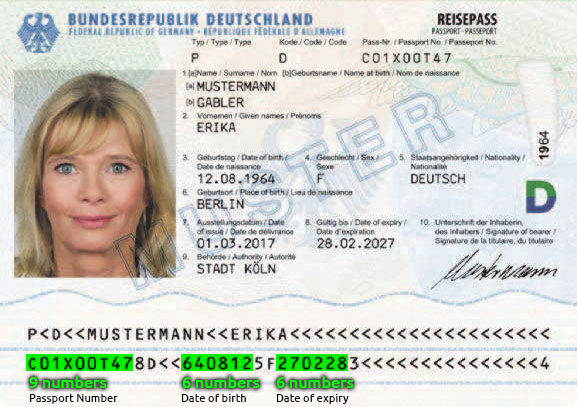 BUNDESREPUBLIK DEUTSCHLAND REISEPASS
FEDERAL REPUBLIC OF GERMANY · RÉPUBLIQUE FÉDÉRALE D'ALLEMAGNE PASSPORT · PASSEPORT
Typ / Type / Type Kode / Code / Code Pass-Nr. / Passport No. / Passeport No.
P D C01X00T47
1.[a]Name / Surname / Nom [b]Geburtsname / Name at birth / Nom de naissance
[a] MUSTERMANN
[b] GABLER
2. Vornamen / Given names / Prénoms
ERIKA
3. Geburtstag / Date of birth / 4. Geschlecht / Sex / 5. Staatsangehörigkeit / Nationality /
Date de naissance Sexe Nationalité
12.08.1964 F DEUTSCH
6. Geburtsort / Place of birth / Lieu de naissance
BERLIN
7. Ausstellungsdatum / Date 8. Gültig bis / Date of expiry / 10. Unterschrift der Inhaberin,
of issue / Date de délivrance Date d'expiration des Inhabers / Signature of bearer /
01.03.2017 28.02.2027 Signature de la titulaire, du titulaire
9. Behörde / Authority / Autorité
STADT KÖLN
Mustermann
MUSTER
1964
D
P<D<<MUSTERMANN<<ERIKA<<<<<<<<<<<<<<<<<<<<<<
C01X00T478D<<6408125F2702283<<<<<<<<<<<<<<<4
9 numbers 6 numbers 6 numbers
Passport Number Date of birth Date of expiry